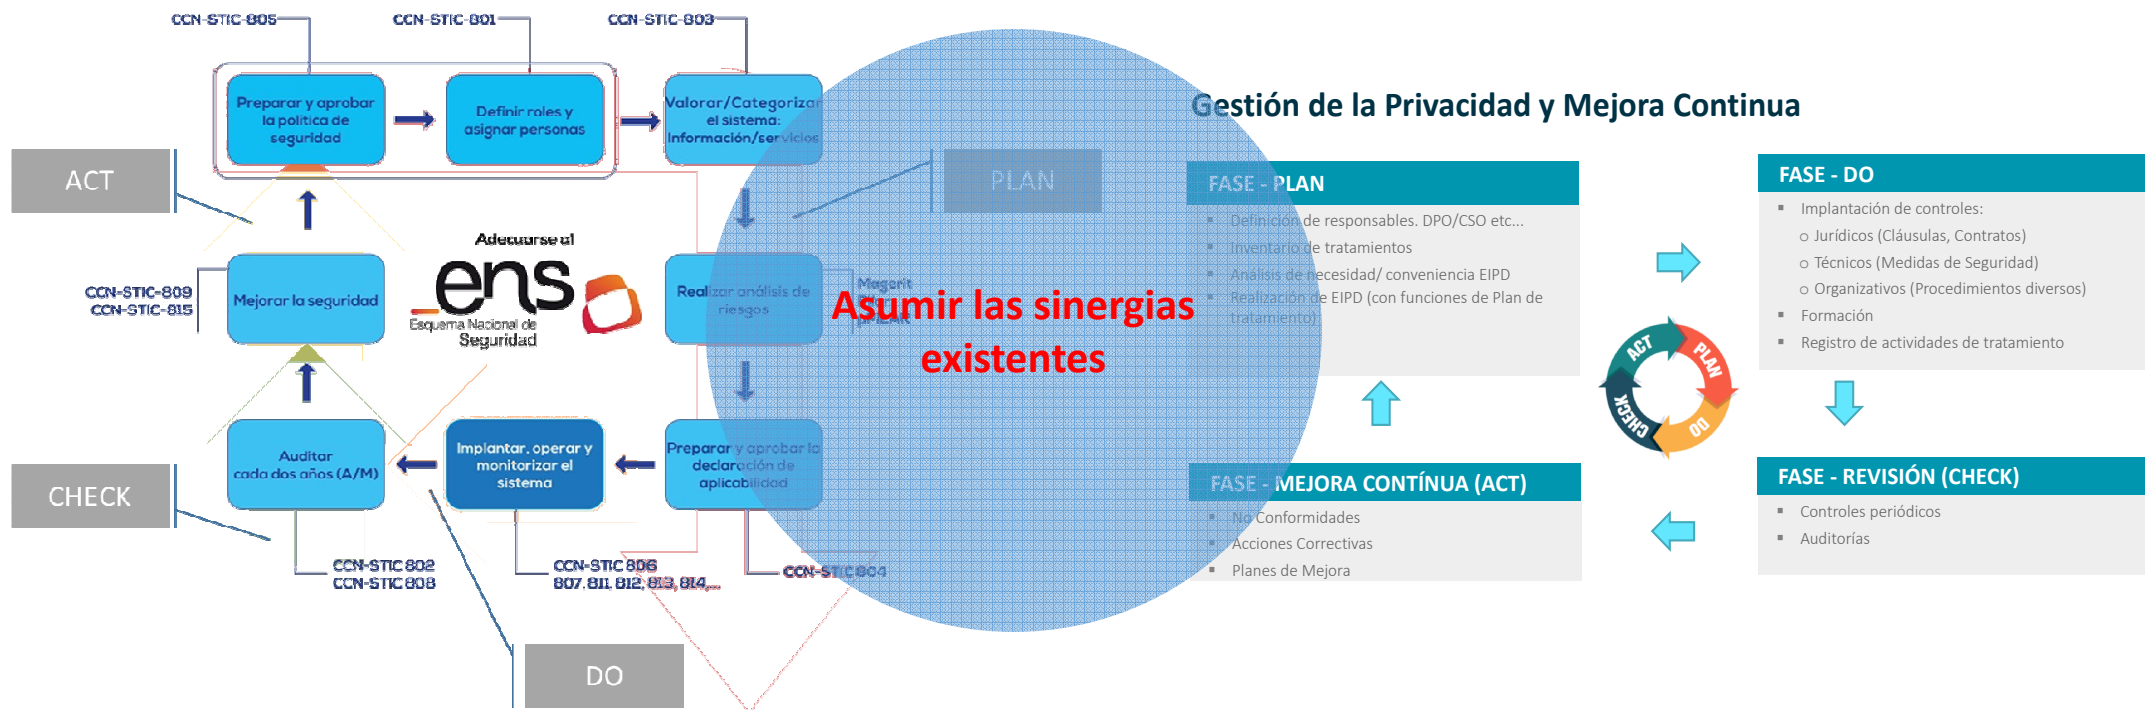 CCN-STIC-805
CCN-STIC-801
CCN-STIC-803
Preparar y aprobar
la política de
seguridad
Definir roles y
asignar personas
Valorar/Categorizar
el sistema:
Información/servicios
ACT
PLAN
Adecuarse al
ens
Esquema Nacional de
Seguridad
CCN-STIC-809
CCN-STIC-815
Mejorar la seguridad
Realizar análisis de
riesgos
Magerit
Asumir las sinergias
existentes
Auditar
cada dos años (A/M)
Implantar, operar y
monitorizar el
sistema
Preparar y aprobar la
declaración de
aplicabilidad
CHECK
CCN-STIC 802
CCN-STIC 808
CCN-STIC 806
807, 811, 812, 813, 814,...
CCN-STIC 804
DO
Gestión de la Privacidad y Mejora Continua
FASE - PLAN
▪ Definición de responsables. DPO/CSO etc...
▪ Inventario de tratamientos
▪ Análisis de necesidad/ conveniencia EIPD
▪ Realización de EIPD (con funciones de Plan de
tratamiento)
FASE - DO
▪ Implantación de controles:
o Jurídicos (Cláusulas, Contratos)
o Técnicos (Medidas de Seguridad)
o Organizativos (Procedimientos diversos)
▪ Formación
▪ Registro de actividades de tratamiento
ACT
PLAN
DO
CHECK
FASE - MEJORA CONTÍNUA (ACT)
▪ No Conformidades
▪ Acciones Correctivas
▪ Planes de Mejora
FASE - REVISIÓN (CHECK)
▪ Controles periódicos
▪ Auditorías